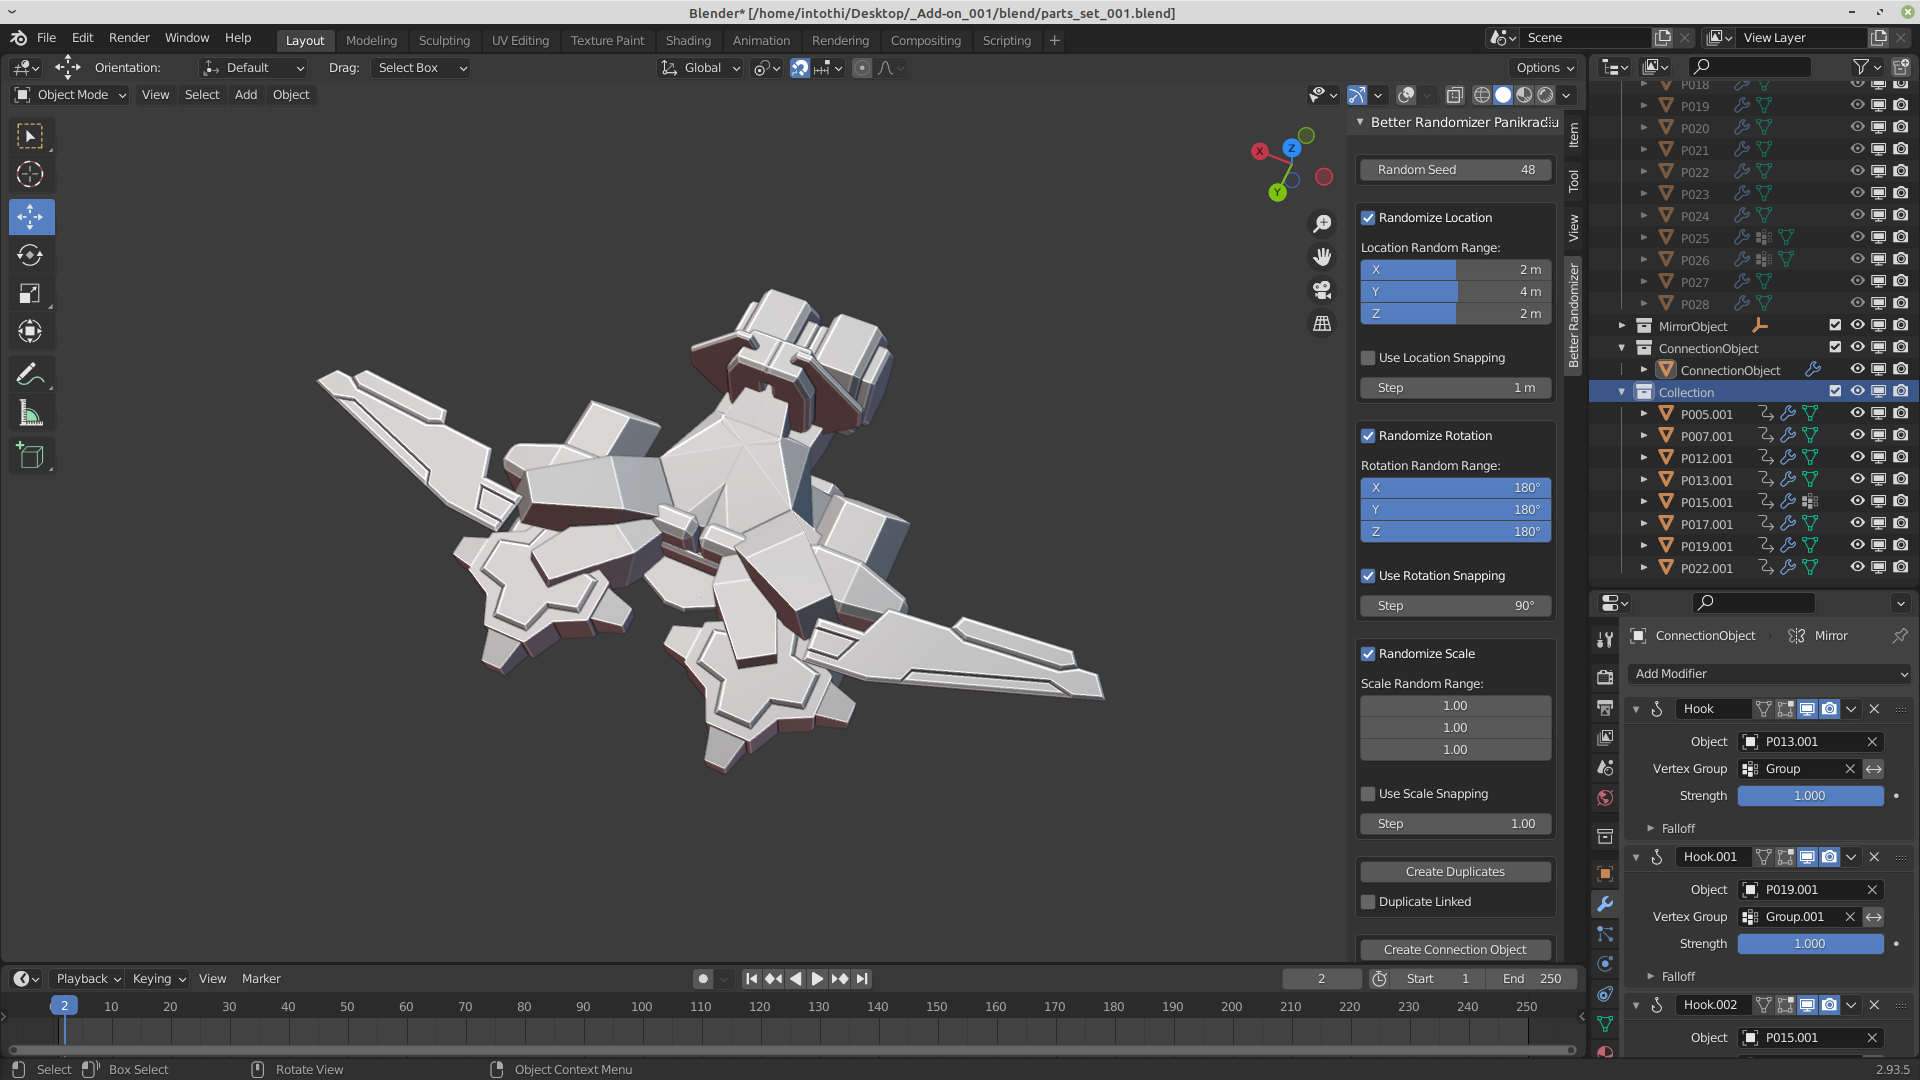 Blender* [/home/intothi/Desktop/_Add-on_001/blend/parts_set_001.blend]
File Edit Render Window Help Layout Modeling Sculpting UV Editing Texture Paint Shading Animation Rendering Compositing Scripting + Scene View Layer
Orientation: Default Drag: Select Box Global Options
Object Mode View Select Add Object
X Y Z
Better Randomizer Panikradiu
Random Seed 48
Randomize Location
Location Random Range:
X 2 m
Y 4 m
Z 2 m
Use Location Snapping
Step 1 m
Randomize Rotation
Rotation Random Range:
X 180°
Y 180°
Z 180°
Use Rotation Snapping
Step 90°
Randomize Scale
Scale Random Range:
1.00
1.00
1.00
Use Scale Snapping
Step 1.00
Create Duplicates
Duplicate Linked
Create Connection Object
Item
Tool
View
Better Randomizer
P018
P019
P020
P021
P022
P023
P024
P025
P026
P027
P028
MirrorObject
ConnectionObject
ConnectionObject
Collection
P005.001
P007.001
P012.001
P013.001
P015.001
P017.001
P019.001
P022.001
ConnectionObject Mirror
Add Modifier
Hook
Object P013.001
Vertex Group Group
Strength 1.000
Falloff
Hook.001
Object P019.001
Vertex Group Group.001
Strength 1.000
Falloff
Hook.002
Object P015.001
Playback Keying View Marker 2 Start 1 End 250
2 10 20 30 40 50 60 70 80 90 100 110 120 130 140 150 160 170 180 190 200 210 220 230 240 250
Select Box Select Rotate View Object Context Menu 2.93.5